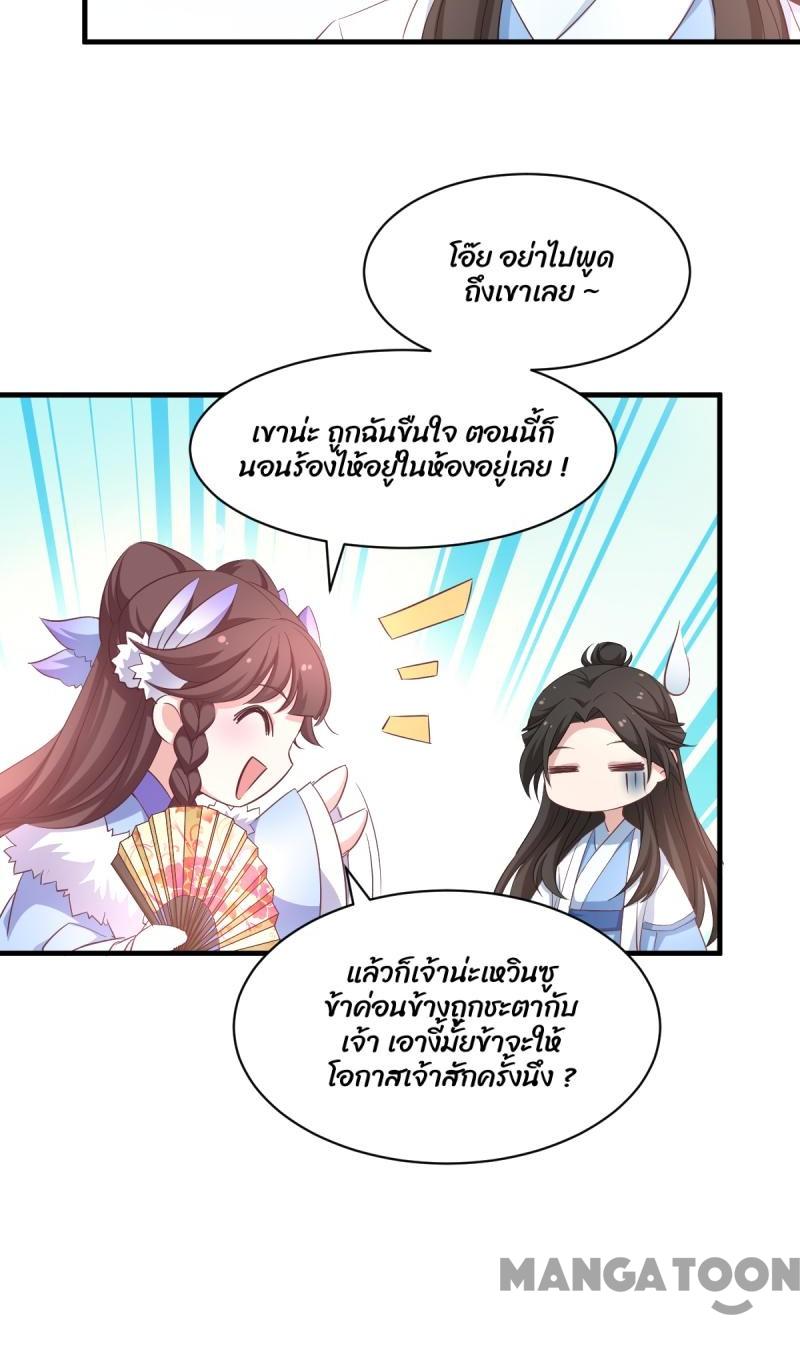 โอ๊ย อย่าไปพูด
ถึงเขาเลย ~
เขาน่ะ ถูกฉันขืนใจ ตอนนี้ก็
นอนร้องไห้อยู่ในห้องอยู่เลย !
แล้วก็เจ้าน่ะเหวินซู
ข้าค่อนข้างถูกชะตากับ
เจ้า เอางี้มั้ยข้าจะให้
โอกาสเจ้าสักครั้งนึง ?
MANGATOON